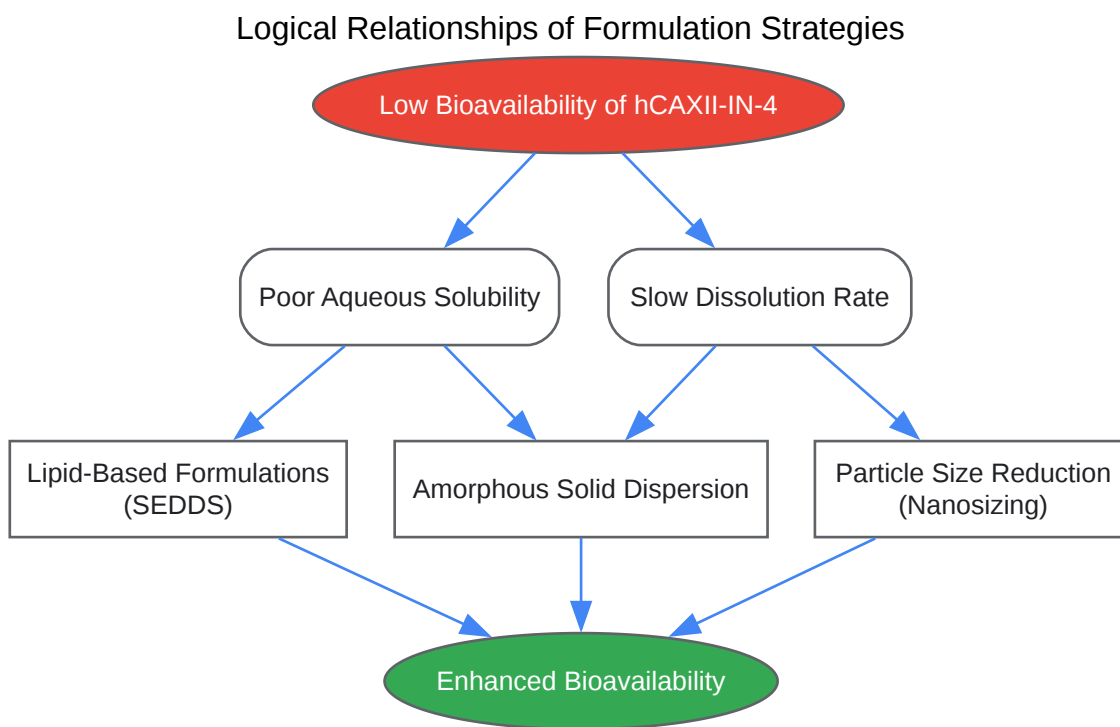 Logical Relationships of Formulation Strategies
Low Bioavailability of hCAXII-IN-4
Poor Aqueous Solubility
Slow Dissolution Rate
Lipid-Based Formulations
(SEDDS)
Amorphous Solid Dispersion
Particle Size Reduction
(Nanosizing)
Enhanced Bioavailability